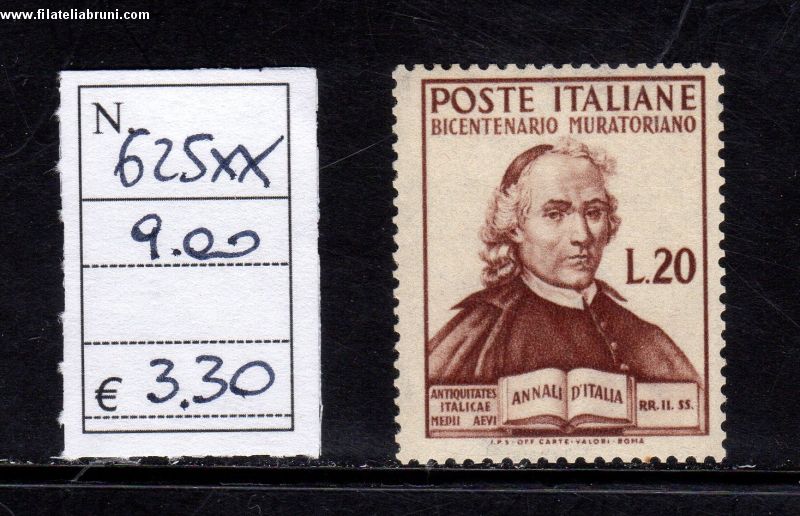 www.filateliabruni.com
N.
625xx
9.00
€ 3.30
POSTE ITALIANE
BICENTENARIO MURATORIANO
L.20
ANTIQUITATES
ITALICAE
MEDII AEVI
ANNALI D'ITALIA
RR. II. SS.
I.P.S - OFF. CARTE - VALORI - ROMA